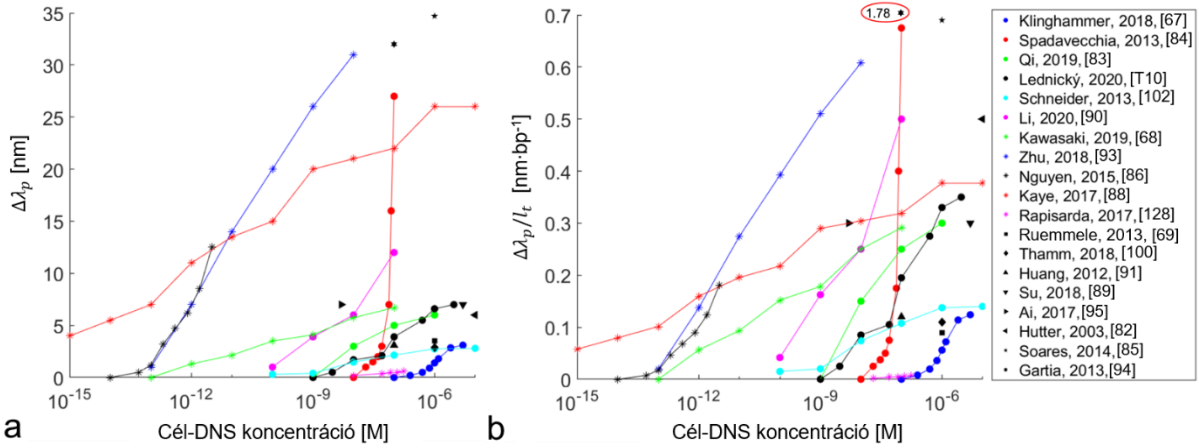 35
30
25
20
15
10
5
0
Δλp [nm]
10-15
10-12
10-9
10-6
Cél-DNS koncentráció [M]
a
0.7
0.6
0.5
0.4
0.3
0.2
0.1
0
Δλp/lt [nm·bp-1]
1.78
10-15
10-12
10-9
10-6
Cél-DNS koncentráció [M]
b
Klinghammer, 2018, [67]
Spadavecchia, 2013, [84]
Qi, 2019, [83]
Lednický, 2020, [T10]
Schneider, 2013, [102]
Li, 2020, [90]
Kawasaki, 2019, [68]
Zhu, 2018, [93]
Nguyen, 2015, [86]
Kaye, 2017, [88]
Rapisarda, 2017, [128]
Ruemmele, 2013, [69]
Thamm, 2018, [100]
Huang, 2012, [91]
Su, 2018, [89]
Ai, 2017, [95]
Hutter, 2003, [82]
Soares, 2014, [85]
Gartia, 2013, [94]